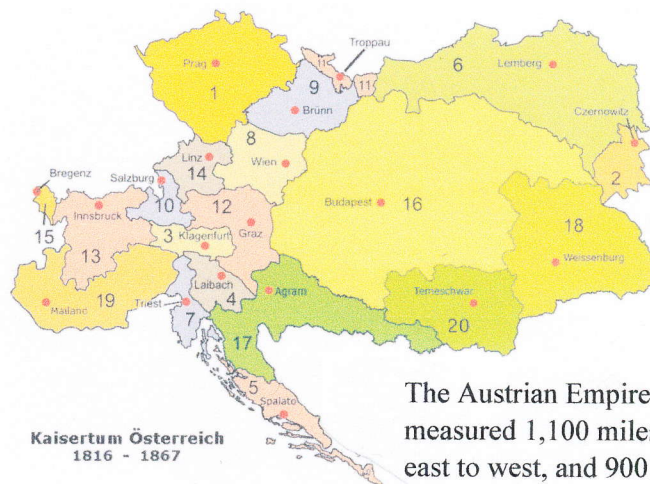 Troppau
11
6
Lemberg
Prag
1
9
11
Brünn
Czernowitz
8
2
Linz
14
Wien
Bregenz
Salzburg
10
12
Budapest
16
Innsbruck
15
3
Klagenfurt
Graz
18
13
Weissenburg
Laibach
4
Agram
Temeschwar
19
Mailand
Triest
7
20
17
5
Spalato
Kaisertum Österreich
1816 - 1867
The Austrian Empire
measured 1,100 miles
east to west, and 900